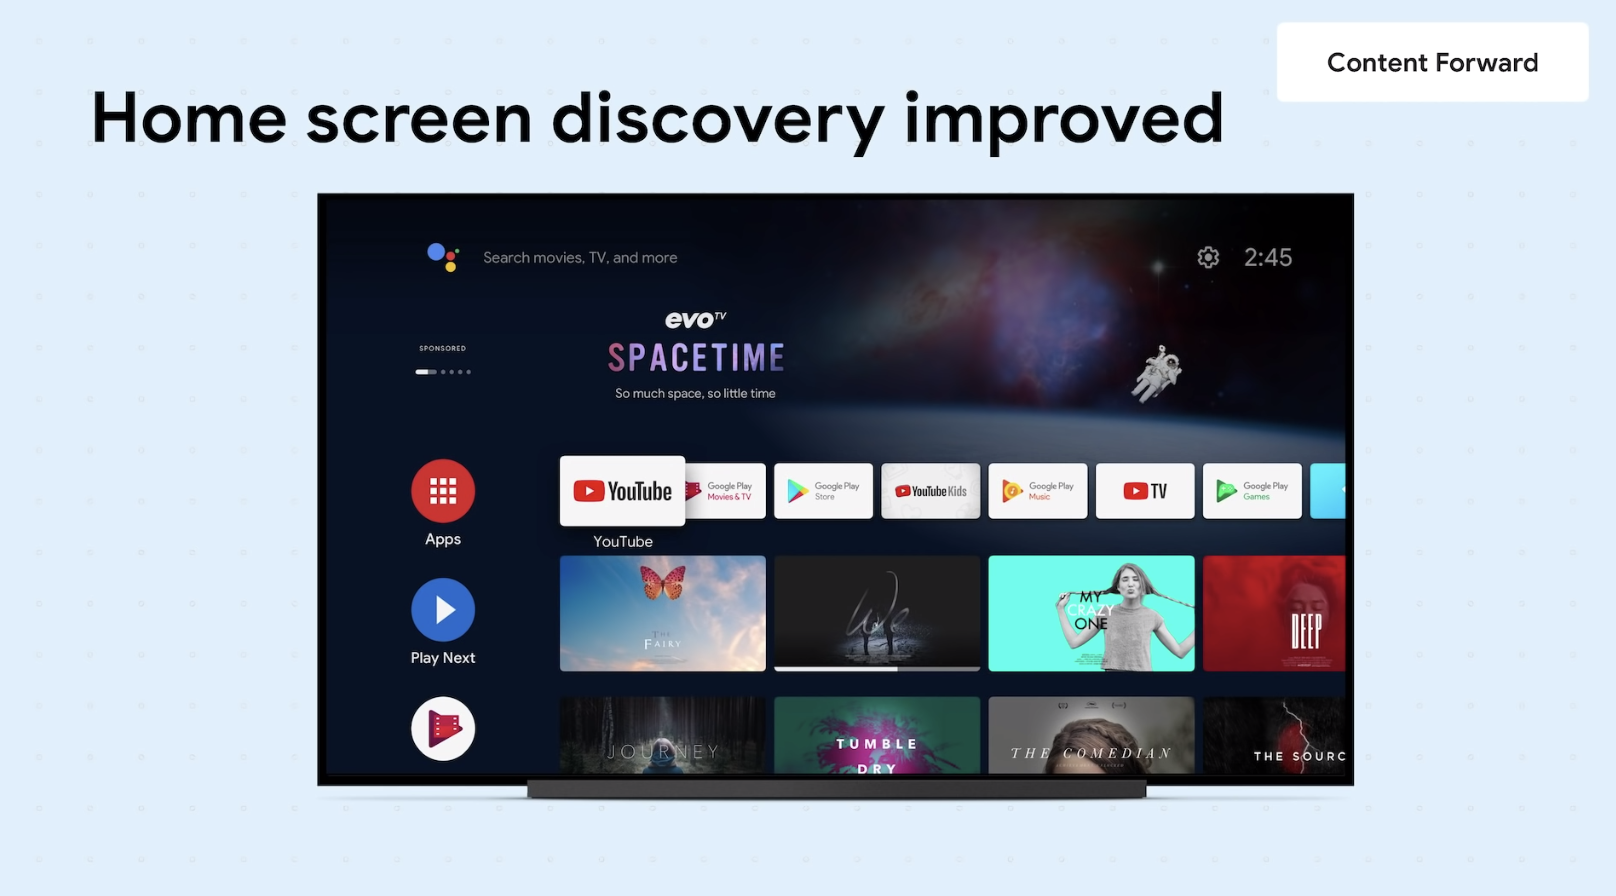 Content Forward
Home screen discovery improved
Search movies, TV, and more
2:45
evoTV
SPACETIME
So much space, so little time
SPONSORED
YouTube
Google Play
Movies & TV
Google Play
Store
YouTube Kids
Google Play
Music
TV
Google Play
Games
Apps
YouTube
THE
FAIRY
We
MY
CRAZY
ONE
DEEP
Play Next
JOURNEY
TUMBLE
DRY
THE COMEDIAN
THE SOURC